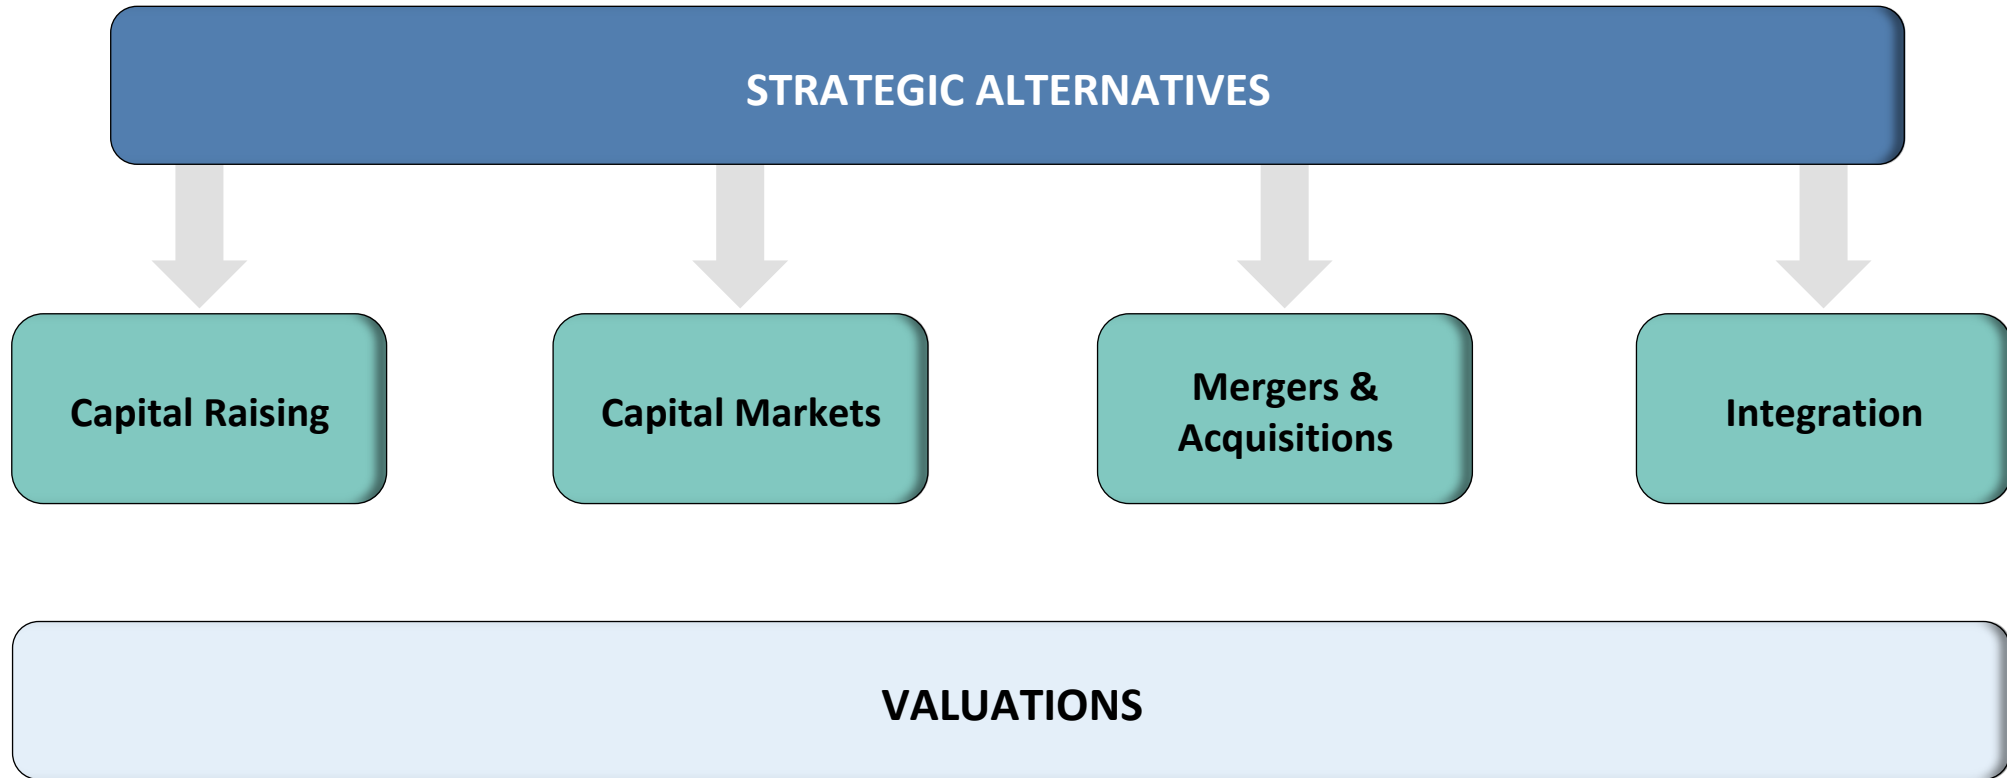 STRATEGIC ALTERNATIVES
Capital Raising
Capital Markets
Mergers &
Acquisitions
Integration
VALUATIONS